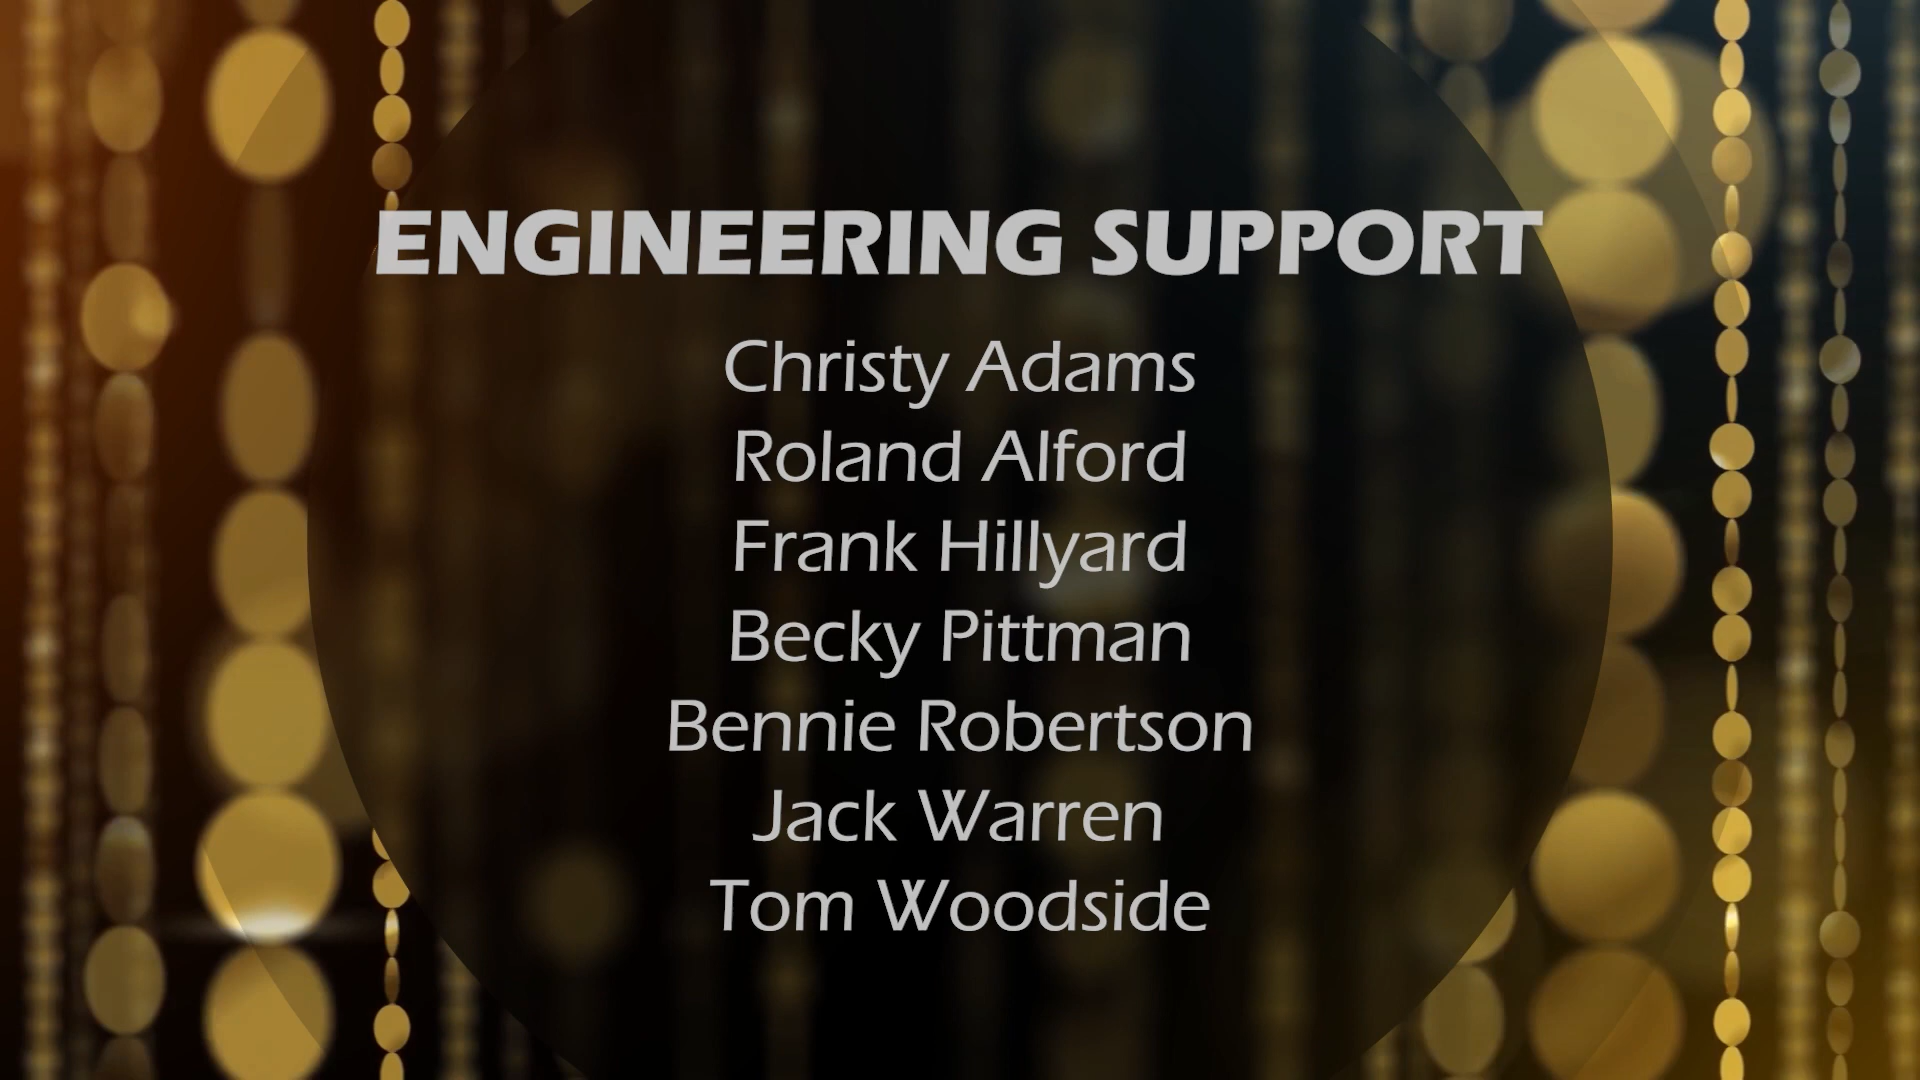 ENGINEERING SUPPORT
Christy Adams
Roland Alford
Frank Hillyard
Becky Pittman
Bennie Robertson
Jack Warren
Tom Woodside